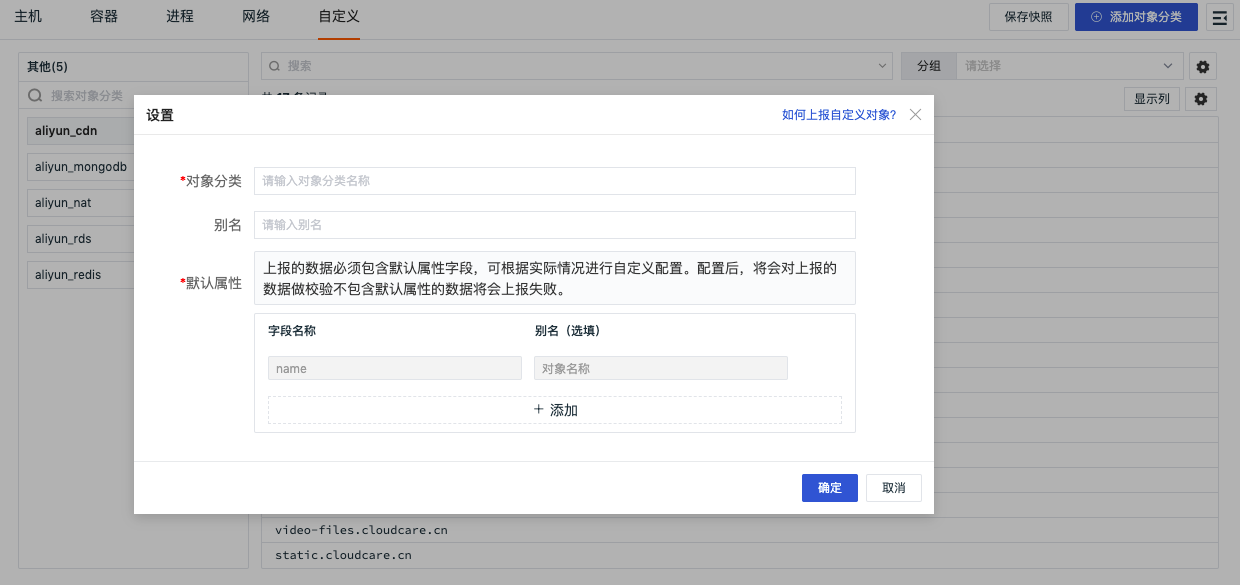 主机 容器 进程 网络 自定义 保存快照 添加对象分类
其他(5)
搜索 分组 请选择
搜索对象分类
显示列
aliyun_cdn
aliyun_mongodb
aliyun_nat
aliyun_rds
aliyun_redis
设置 如何上报自定义对象?
*对象分类 请输入对象分类名称
别名 请输入别名
*默认属性 上报的数据必须包含默认属性字段，可根据实际情况进行自定义配置。配置后，将会对上报的
数据做校验不包含默认属性的数据将会上报失败。
字段名称 别名（选填）
name 对象名称
+ 添加
确定 取消
video-files.cloudcare.cn
static.cloudcare.cn